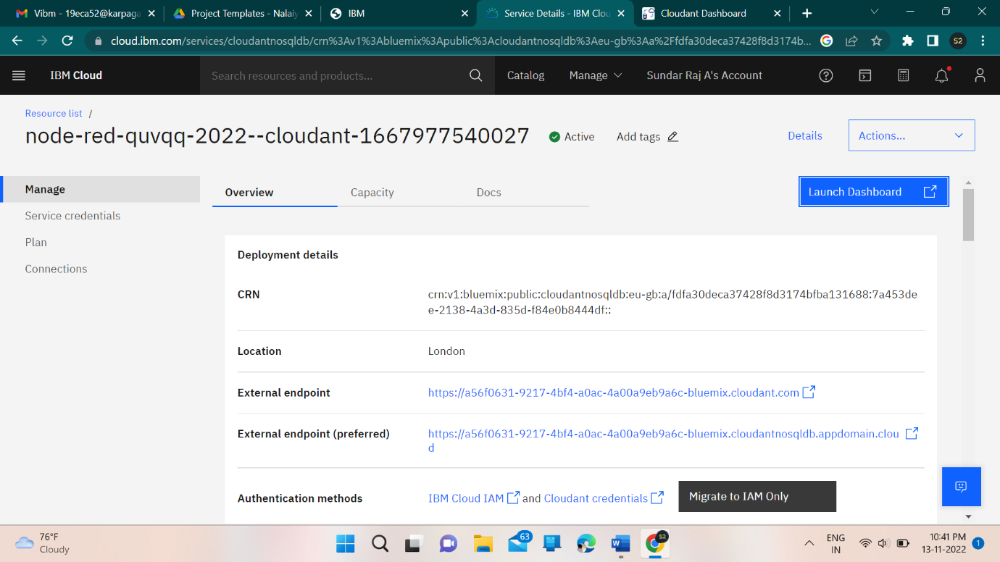 Vibm - 19eca52@karpaga
Project Templates - Nalaiy
IBM
Service Details - IBM Clou
Cloudant Dashboard
cloud.ibm.com/services/cloudantnosqldb/crn%3Av1%3Abluemix%3Apublic%3Acloudantnosqldb%3Aeu-gb%3Aa%2Ffdfa30deca37428f8d3174b...
52
IBM Cloud
Search resources and products...
Catalog
Manage
Sundar Raj A's Account
Resource list /
node-red-quvqq-2022--cloudant-1667977540027
Active
Add tags
Details
Actions...
Manage
Service credentials
Plan
Connections
Overview
Capacity
Docs
Launch Dashboard
Deployment details
CRN
crn:v1:bluemix:public:cloudantnosqldb:eu-gb:a/fdfa30deca37428f8d3174bfba131688:7a453de
e-2138-4a3d-835d-f84e0b8444df::
Location
London
External endpoint
https://a56f0631-9217-4bf4-a0ac-4a00a9eb9a6c-bluemix.cloudant.com
External endpoint (preferred)
https://a56f0631-9217-4bf4-a0ac-4a00a9eb9a6c-bluemix.cloudantnosqldb.appdomain.clou
d
Authentication methods
IBM Cloud IAM and Cloudant credentials
Migrate to IAM Only
76°F
Cloudy
63
52
ENG
IN
10:41 PM
13-11-2022
1